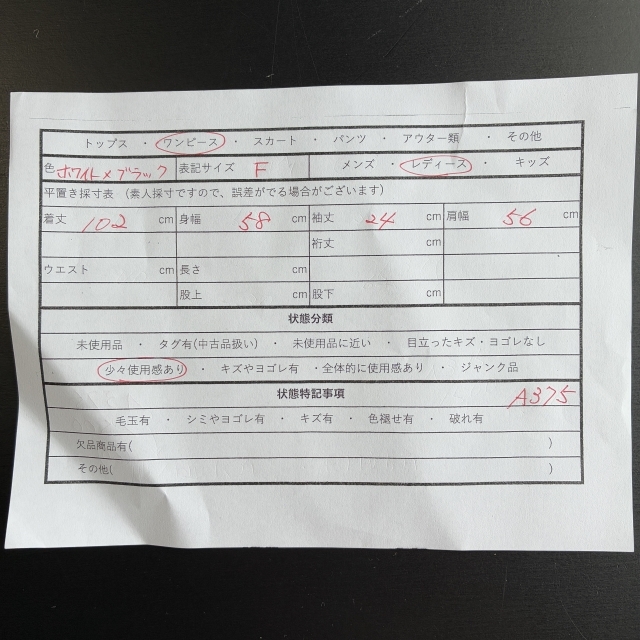 トップス ・ ワンピース ・ スカート ・ パンツ ・ アウター類 ・ その他
色 ホワイト×ブラック 表記サイズ F メンズ ・ レディース ・ キッズ
平置き採寸表 （素人採寸ですので、誤差がでる場合がございます）
着丈 102 cm 身幅 58 cm 袖丈 24 cm 肩幅 56 cm
裄丈 cm
ウエスト cm 長さ cm
股上 cm 股下 cm
状態分類
未使用品 ・ タグ有(中古品扱い) ・ 未使用品に近い ・ 目立ったキズ・ヨゴレなし
少々使用感あり ・ キズやヨゴレ有 ・全体的に使用感あり ・ ジャンク品
状態特記事項 A375
毛玉有 ・ シミやヨゴレ有 ・ キズ有 ・ 色褪せ有 ・ 破れ有
欠品商品有( )
その他( )